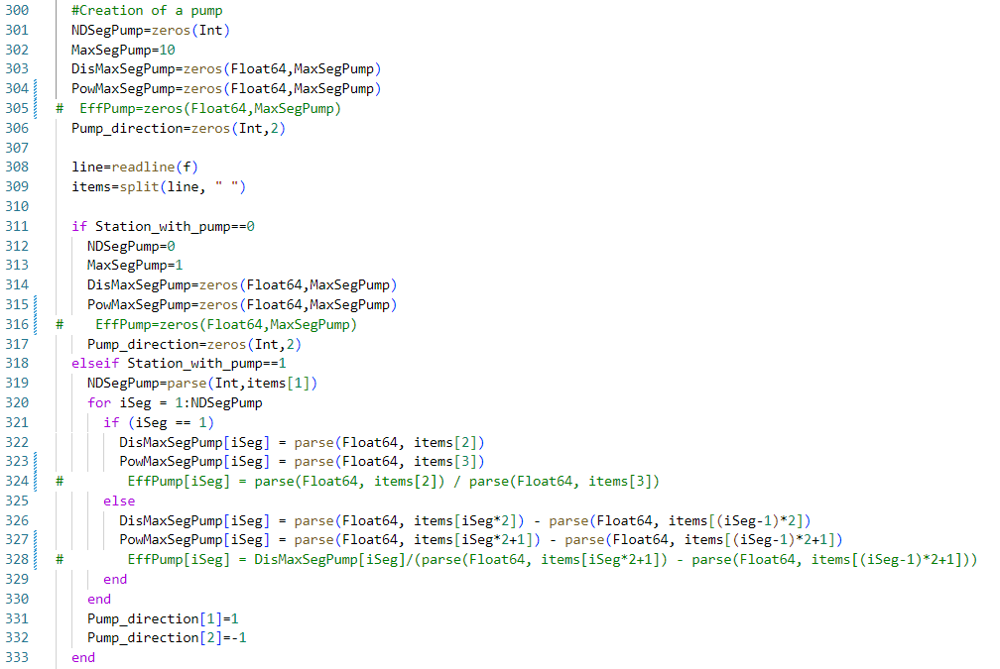 300 #Creation of a pump
301 NDSegPump=zeros(Int)
302 MaxSegPump=10
303 DisMaxSegPump=zeros(Float64,MaxSegPump)
304 PowMaxSegPump=zeros(Float64,MaxSegPump)
305 #  EffPump=zeros(Float64,MaxSegPump)
306 Pump_direction=zeros(Int,2)
307
308 line=readline(f)
309 items=split(line, " ")
310
311 if Station_with_pump==0
312   NDSegPump=0
313   MaxSegPump=1
314   DisMaxSegPump=zeros(Float64,MaxSegPump)
315   PowMaxSegPump=zeros(Float64,MaxSegPump)
316 #    EffPump=zeros(Float64,MaxSegPump)
317   Pump_direction=zeros(Int,2)
318 elseif Station_with_pump==1
319   NDSegPump=parse(Int,items[1])
320   for iSeg = 1:NDSegPump
321     if (iSeg == 1)
322       DisMaxSegPump[iSeg] = parse(Float64, items[2])
323       PowMaxSegPump[iSeg] = parse(Float64, items[3])
324 #        EffPump[iSeg] = parse(Float64, items[2]) / parse(Float64, items[3])
325     else
326       DisMaxSegPump[iSeg] = parse(Float64, items[iSeg*2]) - parse(Float64, items[(iSeg-1)*2])
327       PowMaxSegPump[iSeg] = parse(Float64, items[iSeg*2+1]) - parse(Float64, items[(iSeg-1)*2+1])
328 #        EffPump[iSeg] = DisMaxSegPump[iSeg]/(parse(Float64, items[iSeg*2+1]) - parse(Float64, items[(iSeg-1)*2+1]))
329     end
330   end
331   Pump_direction[1]=1
332   Pump_direction[2]=-1
333 end